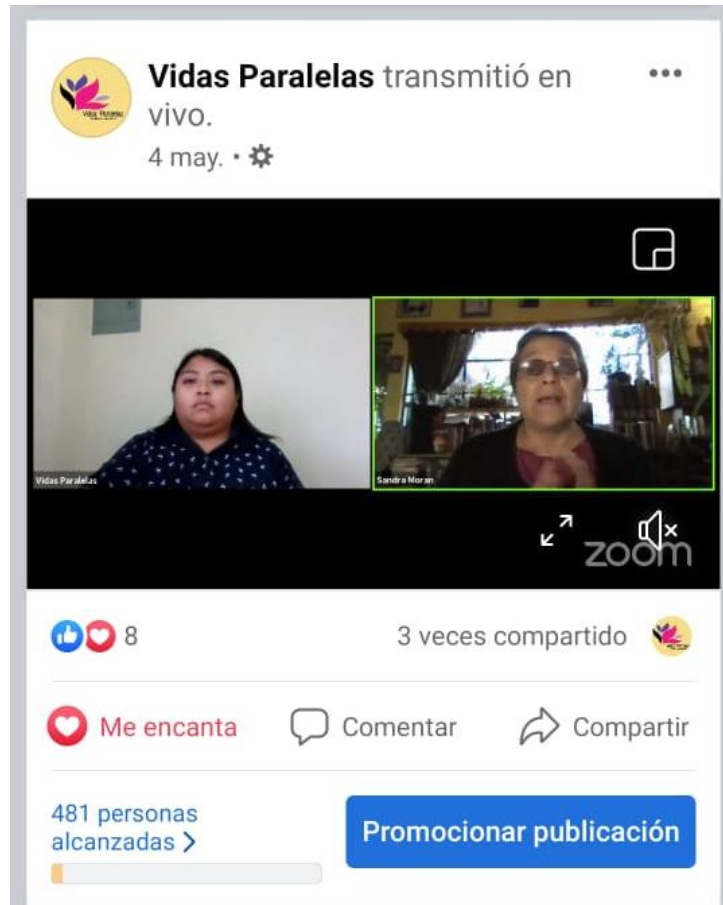 Vidas Paralelas transmitió en
vivo.
4 may. •
Vidas Paralelas
Sandra Moran
zoom
8
3 veces compartido
Me encanta
Comentar
Compartir
481 personas
alcanzadas >
Promocionar publicación